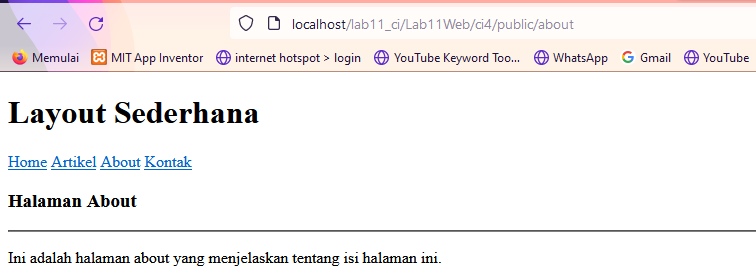 localhost/lab11_ci/Lab11Web/ci4/public/about
Memulai MIT App Inventor internet hotspot > login YouTube Keyword Too... WhatsApp Gmail YouTube
Layout Sederhana
Home Artikel About Kontak
Halaman About
Ini adalah halaman about yang menjelaskan tentang isi halaman ini.